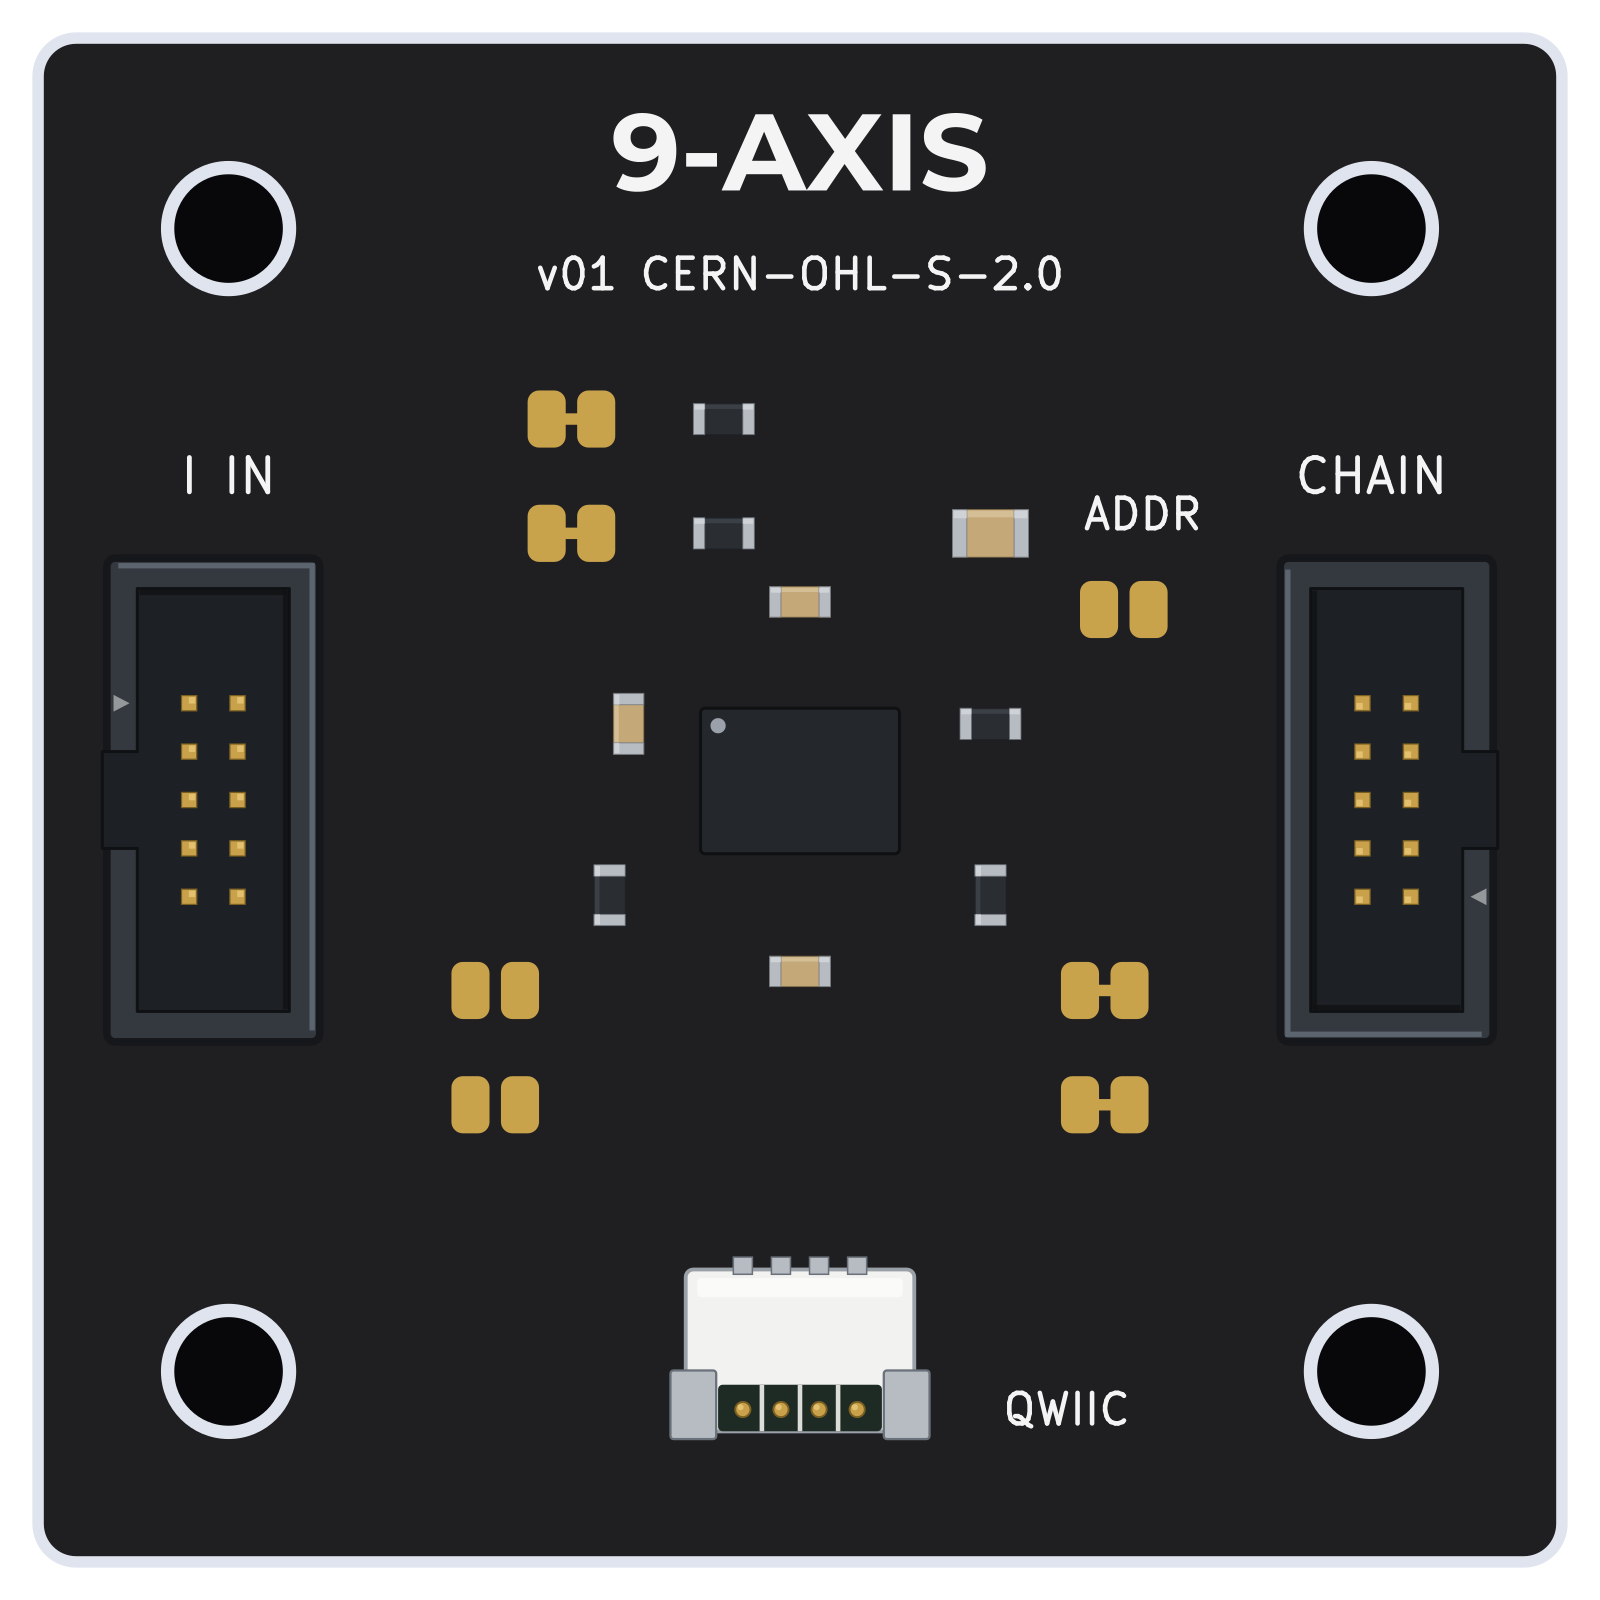 9-AXIS
v01 CERN-OHL-S-2.0
I IN
CHAIN
ADDR
QWIIC